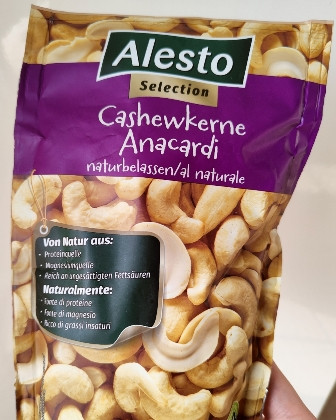 Alesto
Selection
Cashewkerne
Anacardi
naturbelassen/al naturale
Von Natur aus:
• Proteinquelle
• Magnesiumquelle
• Reich an ungesättigten Fettsäuren
Naturalmente:
• Fonte di proteine
• Fonte di magnesio
• Ricco di grassi insaturi